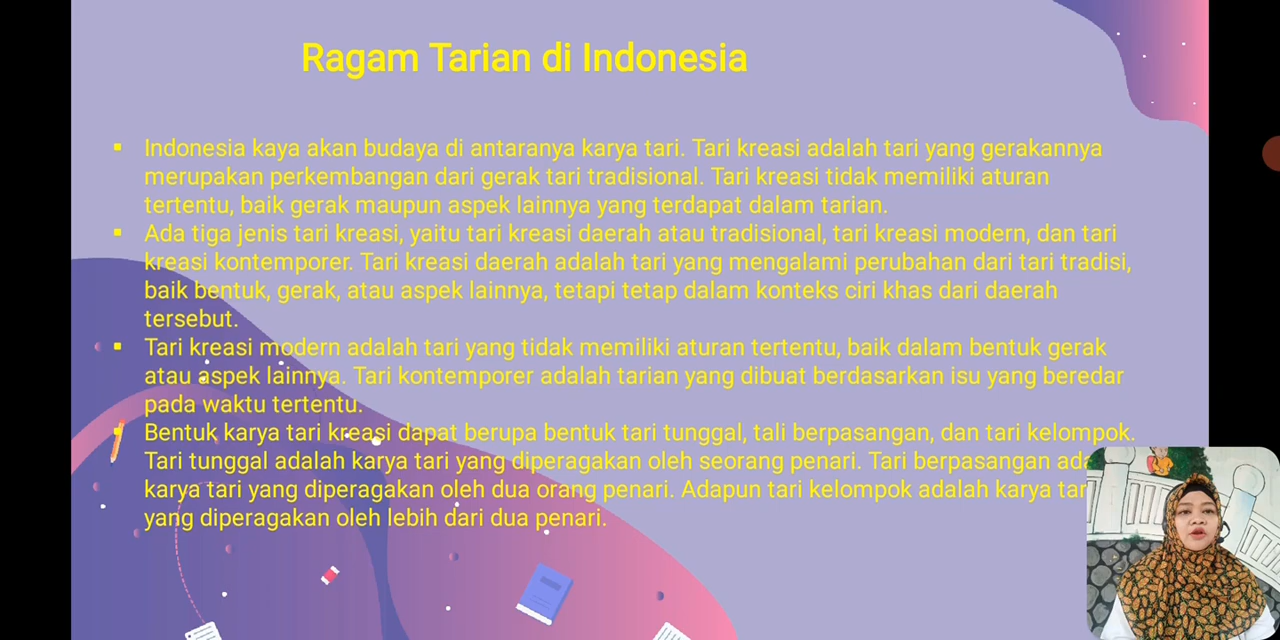 Ragam Tarian di Indonesia
Indonesia kaya akan budaya di antaranya karya tari. Tari kreasi adalah tari yang gerakannya
merupakan perkembangan dari gerak tari tradisional. Tari kreasi tidak memiliki aturan
tertentu, baik gerak maupun aspek lainnya yang terdapat dalam tarian.
Ada tiga jenis tari kreasi, yaitu tari kreasi daerah atau tradisional, tari kreasi modern, dan tari
kreasi kontemporer. Tari kreasi daerah adalah tari yang mengalami perubahan dari tari tradisi,
baik bentuk, gerak, atau aspek lainnya, tetapi tetap dalam konteks ciri khas dari daerah
tersebut.
Tari kreasi modern adalah tari yang tidak memiliki aturan tertentu, baik dalam bentuk gerak
atau aspek lainnya. Tari kontemporer adalah tarian yang dibuat berdasarkan isu yang beredar
pada waktu tertentu.
Bentuk karya tari kreasi dapat berupa bentuk tari tunggal, tali berpasangan, dan tari kelompok.
Tari tunggal adalah karya tari yang diperagakan oleh seorang penari. Tari berpasangan
karya tari yang diperagakan oleh dua orang penari. Adapun tari kelompok adalah karya
yang diperagakan oleh lebih dari dua penari.